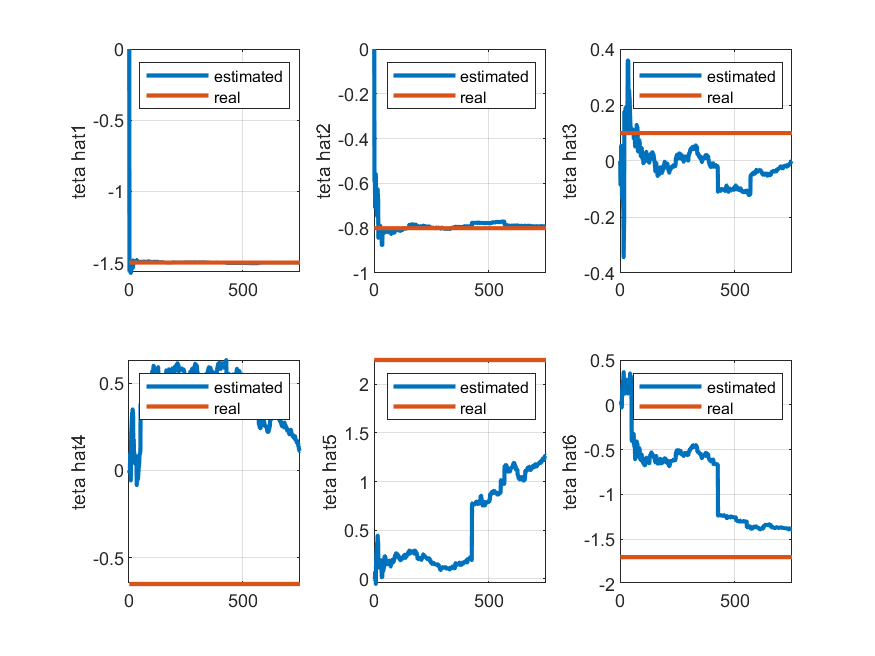 0
-0.5
-1
-1.5
0
500
teta hat1
estimated
real
0
-0.2
-0.4
-0.6
-0.8
-1
0
500
teta hat2
estimated
real
0.4
0.2
0
-0.2
-0.4
0
500
teta hat3
estimated
real
0.5
0
-0.5
0
500
teta hat4
estimated
real
2
1.5
1
0.5
0
0
500
teta hat5
estimated
real
0.5
0
-0.5
-1
-1.5
-2
0
500
teta hat6
estimated
real